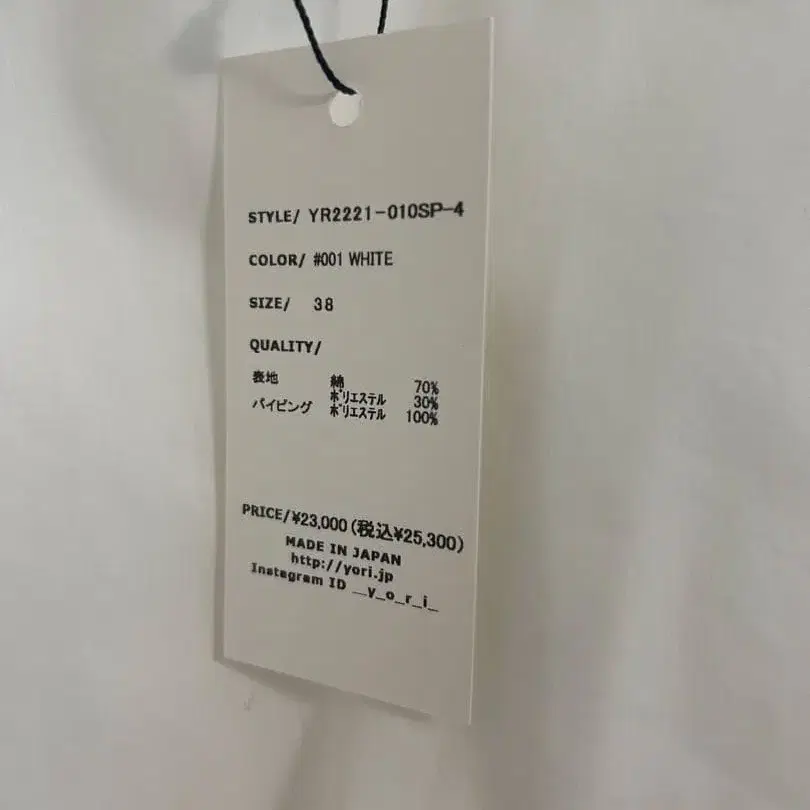 STYLE/ YR2221-010SP-4
COLOR/ #001 WHITE
SIZE/ 38
QUALITY/
表地 綿 70%
ポリエステル 30%
パイピング ポリエステル 100%
PRICE/¥23,000(税込¥25,300)
MADE IN JAPAN
http://yori.jp
Instagram ID __y_o_r_i_